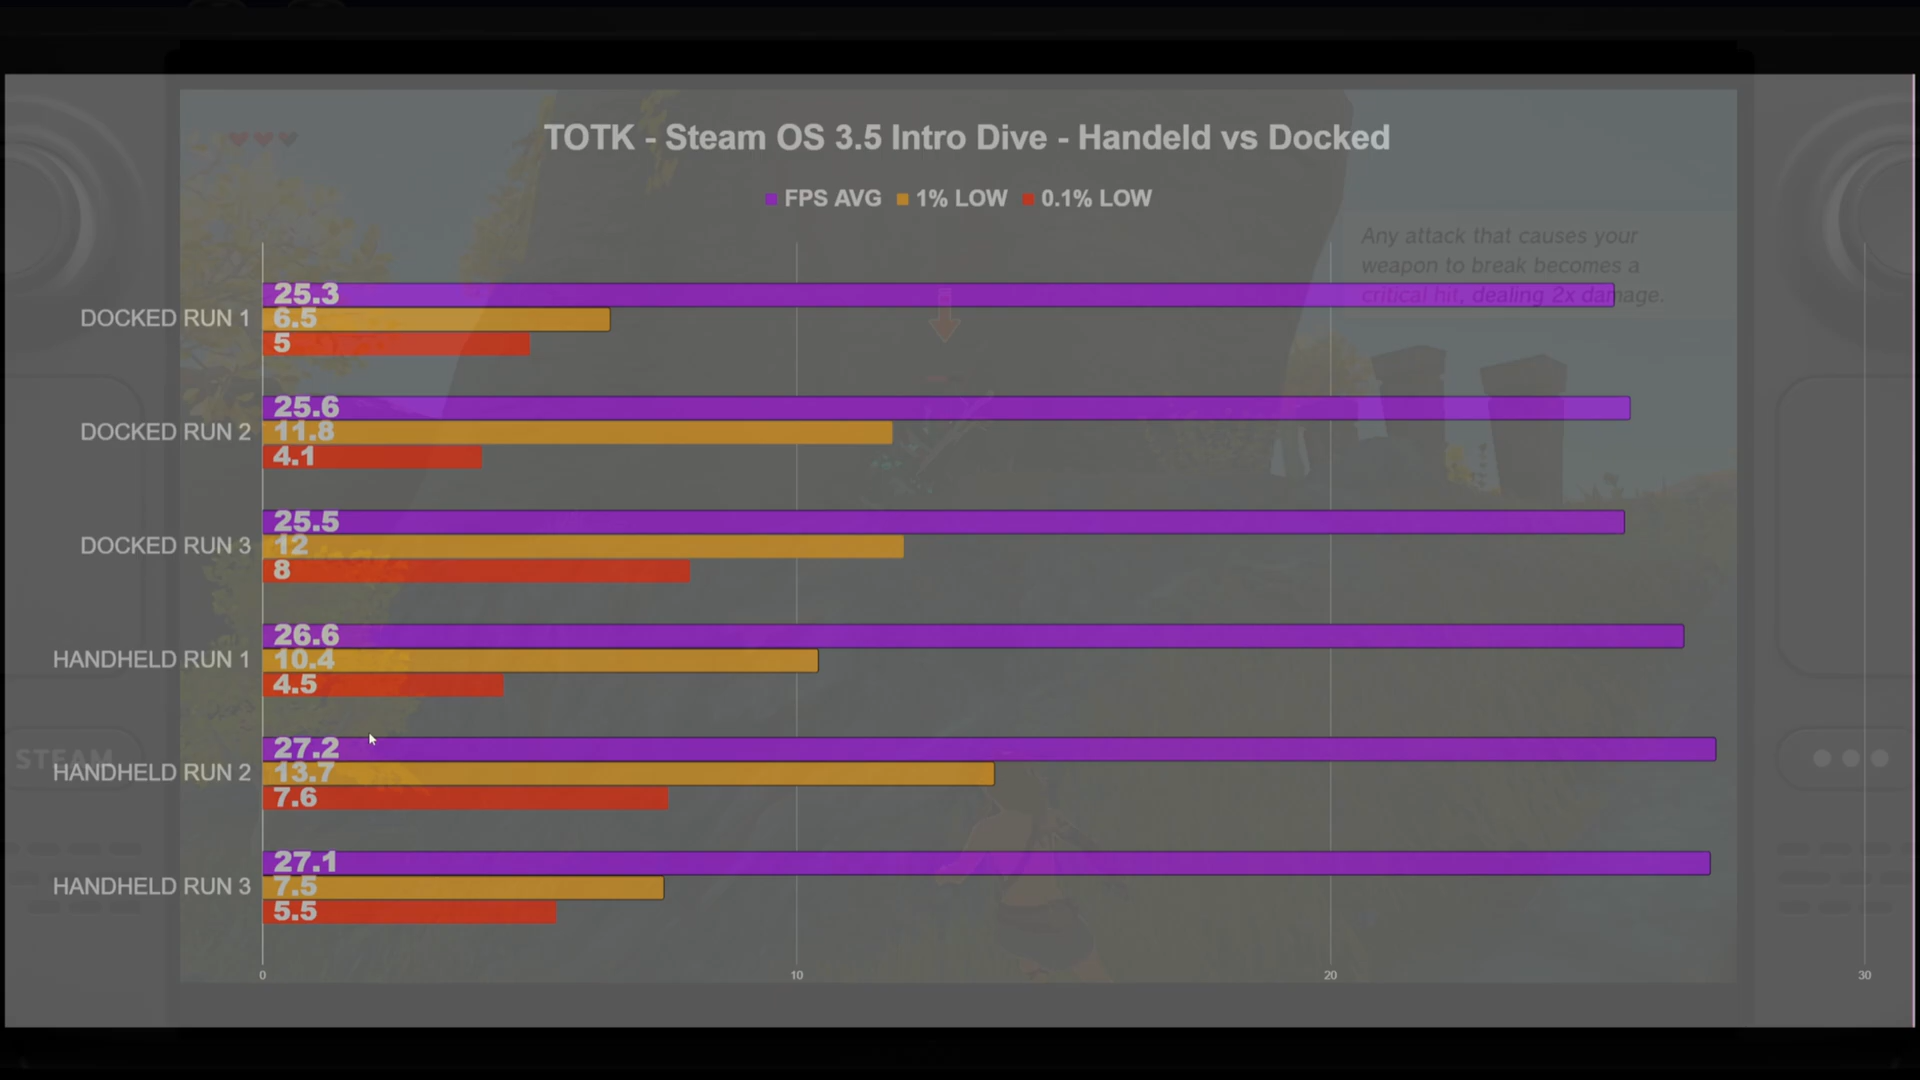 TOTK - Steam OS 3.5 Intro Dive - Handeld vs Docked
FPS AVG 1% LOW 0.1% LOW
Any attack that causes your
weapon to break becomes a
critical hit, dealing 2x damage.
DOCKED RUN 1
25.3
6.5
5
DOCKED RUN 2
25.6
11.8
4.1
DOCKED RUN 3
25.5
12
8
HANDHELD RUN 1
26.6
10.4
4.5
STEAM
HANDHELD RUN 2
27.2
13.7
7.6
HANDHELD RUN 3
27.1
7.5
5.5
0 10 20 30